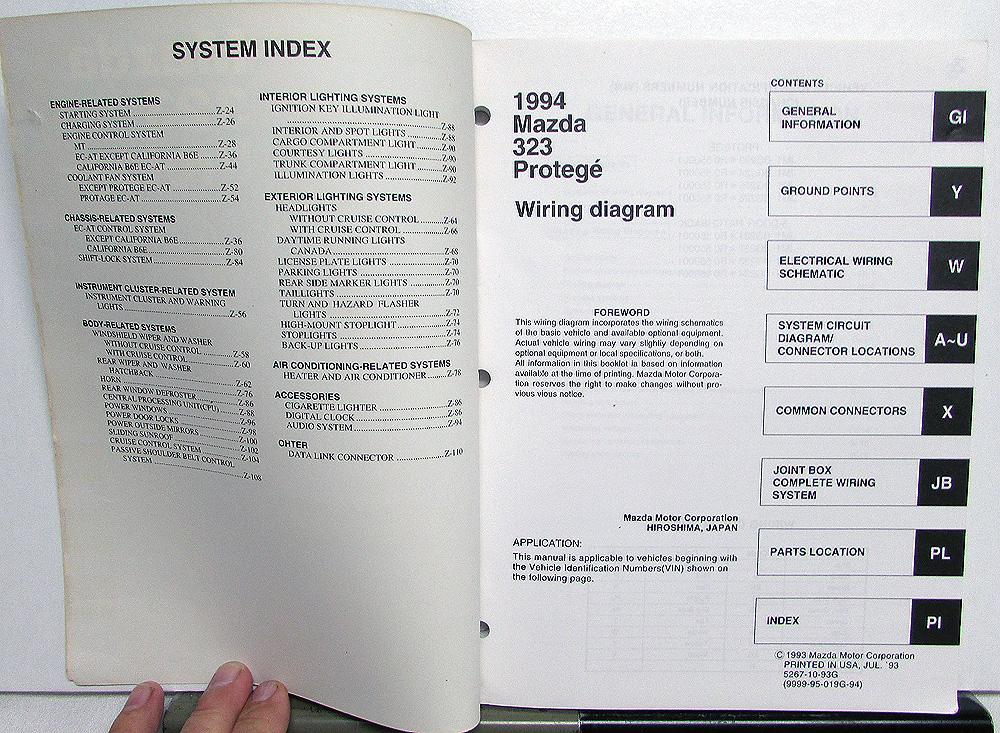 SYSTEM INDEX
ENGINE-RELATED SYSTEMS
STARTING SYSTEM Z-24
CHARGING SYSTEM Z-26
ENGINE CONTROL SYSTEM
MT Z-28
EC-AT EXCEPT CALIFORNIA B6E Z-36
CALIFORNIA B6E EC-AT Z-44
COOLANT FAN SYSTEM
EXCEPT PROTEGE EC-AT Z-52
PROTAGE EC-AT Z-54
CHASSIS-RELATED SYSTEMS
EC-AT CONTROL SYSTEM
EXCEPT CALIFORNIA B6E Z-36
CALIFORNIA B6E Z-80
SHIFT-LOCK SYSTEM Z-84
INSTRUMENT CLUSTER-RELATED SYSTEM
INSTRUMENT CLUSTER AND WARNING
LIGHTS Z-56
BODY-RELATED SYSTEMS
WINDSHIELD WIPER AND WASHER
WITHOUT CRUISE CONTROL Z-58
WITH CRUISE CONTROL Z-60
REAR WIPER AND WASHER
HATCHBACK
HORN Z-62
REAR WINDOW DEFROSTER Z-76
CENTRAL PROCESSING UNIT(CPU) Z-86
POWER WINDOWS Z-88
POWER DOOR LOCKS Z-96
POWER OUTSIDE MIRRORS Z-98
SLIDING SUNROOF Z-100
CRUISE CONTROL SYSTEM Z-102
PASSIVE SHOULDER BELT CONTROL Z-104
SYSTEM Z-108
INTERIOR LIGHTING SYSTEMS
IGNITION KEY ILLUMINATION LIGHT
Z-88
INTERIOR AND SPOT LIGHTS Z-88
CARGO COMPARTMENT LIGHT Z-90
COURTESY LIGHTS Z-90
TRUNK COMPARTMENT LIGHT Z-90
ILLUMINATION LIGHTS Z-92
EXTERIOR LIGHTING SYSTEMS
HEADLIGHTS
WITHOUT CRUISE CONTROL Z-64
WITH CRUISE CONTROL Z-66
DAYTIME RUNNING LIGHTS
CANADA Z-68
LICENSE PLATE LIGHTS Z-70
PARKING LIGHTS Z-70
REAR SIDE MARKER LIGHTS Z-70
TAILLIGHTS Z-70
TURN AND HAZARD FLASHER
LIGHTS Z-72
HIGH-MOUNT STOPLIGHT Z-74
STOPLIGHTS Z-74
BACK-UP LIGHTS Z-76
AIR CONDITIONING-RELATED SYSTEMS
HEATER AND AIR CONDITIONER Z-78
ACCESSORIES
CIGARETTE LIGHTER Z-86
DIGITAL CLOCK Z-86
AUDIO SYSTEM Z-94
OHTER
DATA LINK CONNECTOR Z-110
1994
Mazda
323
Protegé
Wiring diagram
FOREWORD
This wiring diagram incorporates the wiring schematics
of the basic vehicle and available optional equipment.
Actual vehicle wiring may vary slightly depending on
optional equipment or local specifications, or both.
All information in this booklet is based on information
available at the time of printing. Mazda Motor Corpora-
tion reserves the right to make changes without pre-
vious vious notice.
Mazda Motor Corporation
HIROSHIMA, JAPAN
APPLICATION:
This manual is applicable to vehicles beginning with
the Vehicle Identification Numbers(VIN) shown on
the following page.
CONTENTS
GENERAL
INFORMATION GI
GROUND POINTS Y
ELECTRICAL WIRING
SCHEMATIC W
SYSTEM CIRCUIT
DIAGRAM/
CONNECTOR LOCATIONS A~U
COMMON CONNECTORS X
JOINT BOX
COMPLETE WIRING
SYSTEM JB
PARTS LOCATION PL
INDEX PI
© 1993 Mazda Motor Corporation
PRINTED IN USA, JUL. '93
5267-10-93G
(9999-95-019G-94)